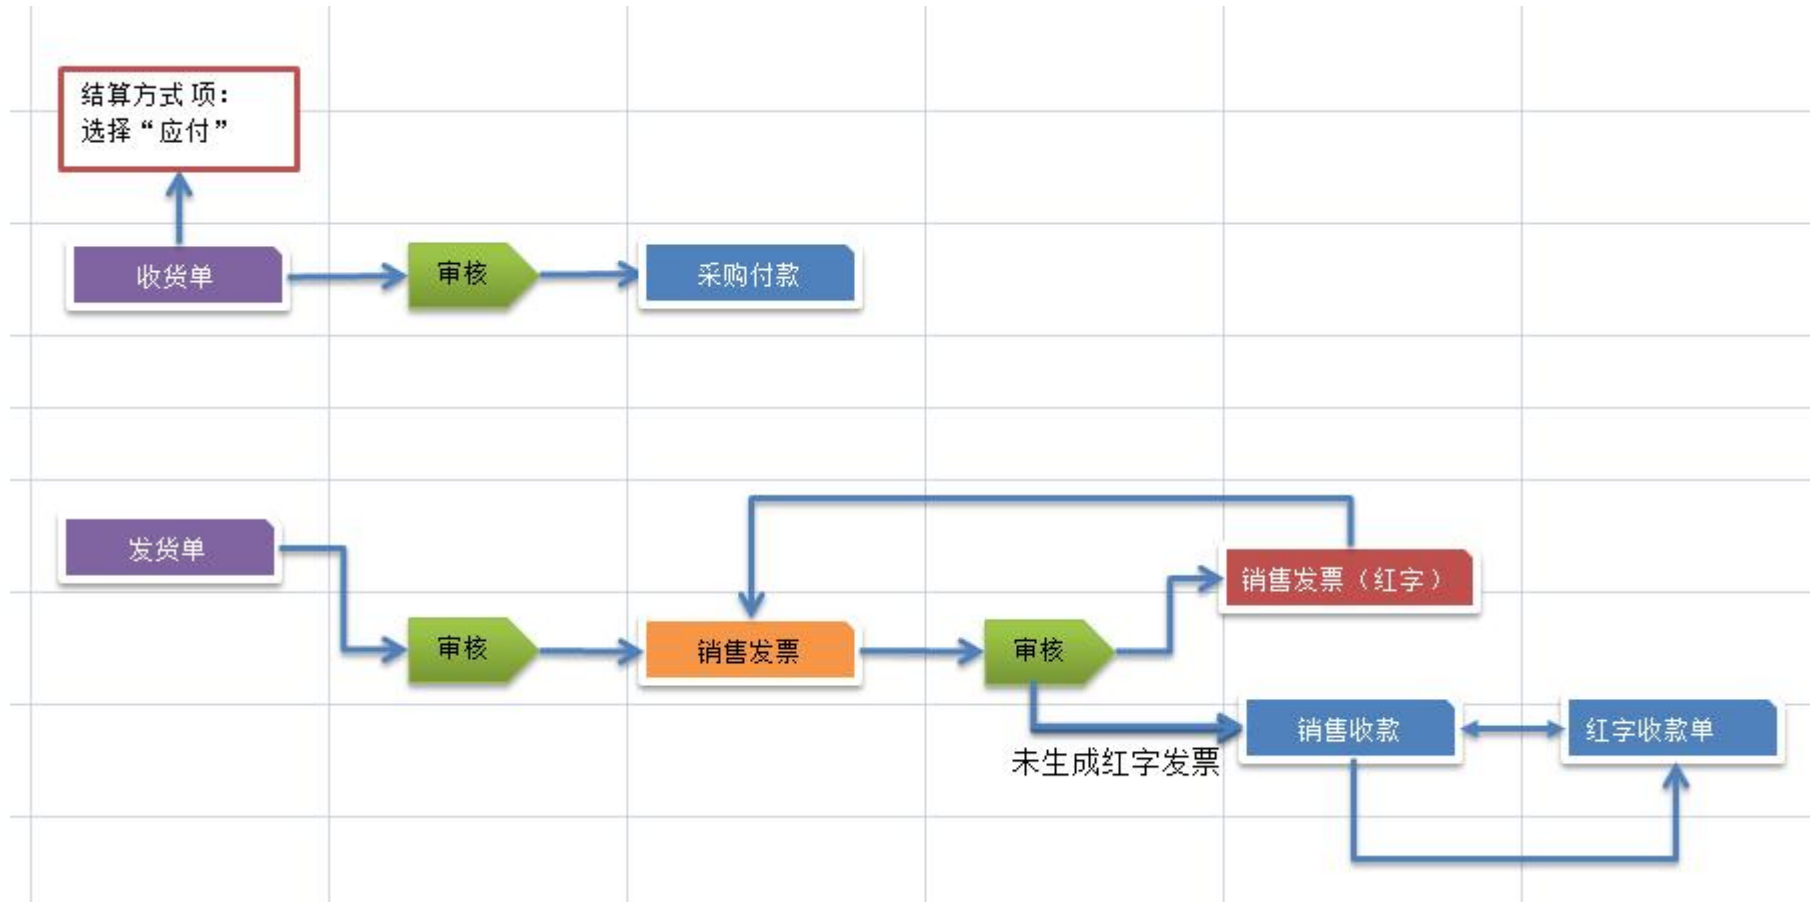 结算方式 项：
选择“应付”
收货单
审核
采购付款
发货单
审核
销售发票
审核
销售发票（红字）
未生成红字发票
销售收款
红字收款单